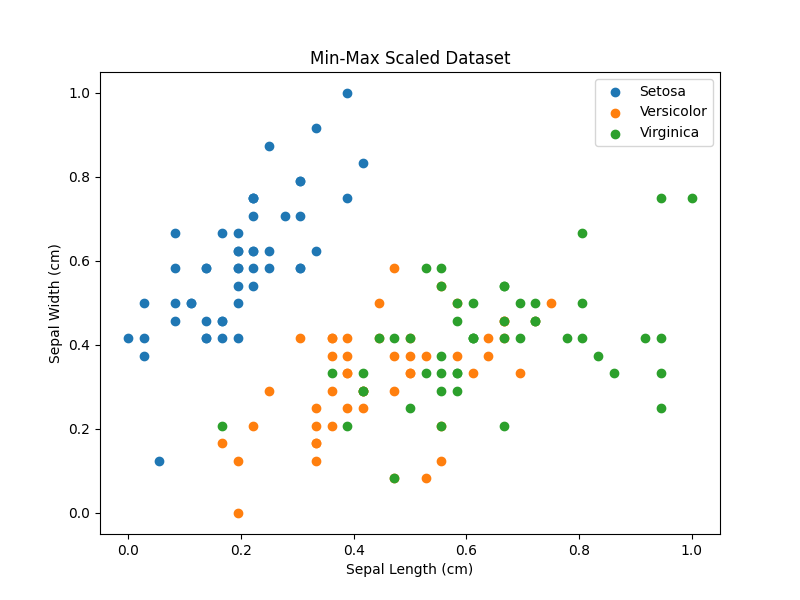 Min-Max Scaled Dataset
Setosa
Versicolor
Virginica
1.0
0.8
0.6
0.4
0.2
0.0
Sepal Width (cm)
0.0 0.2 0.4 0.6 0.8 1.0
Sepal Length (cm)